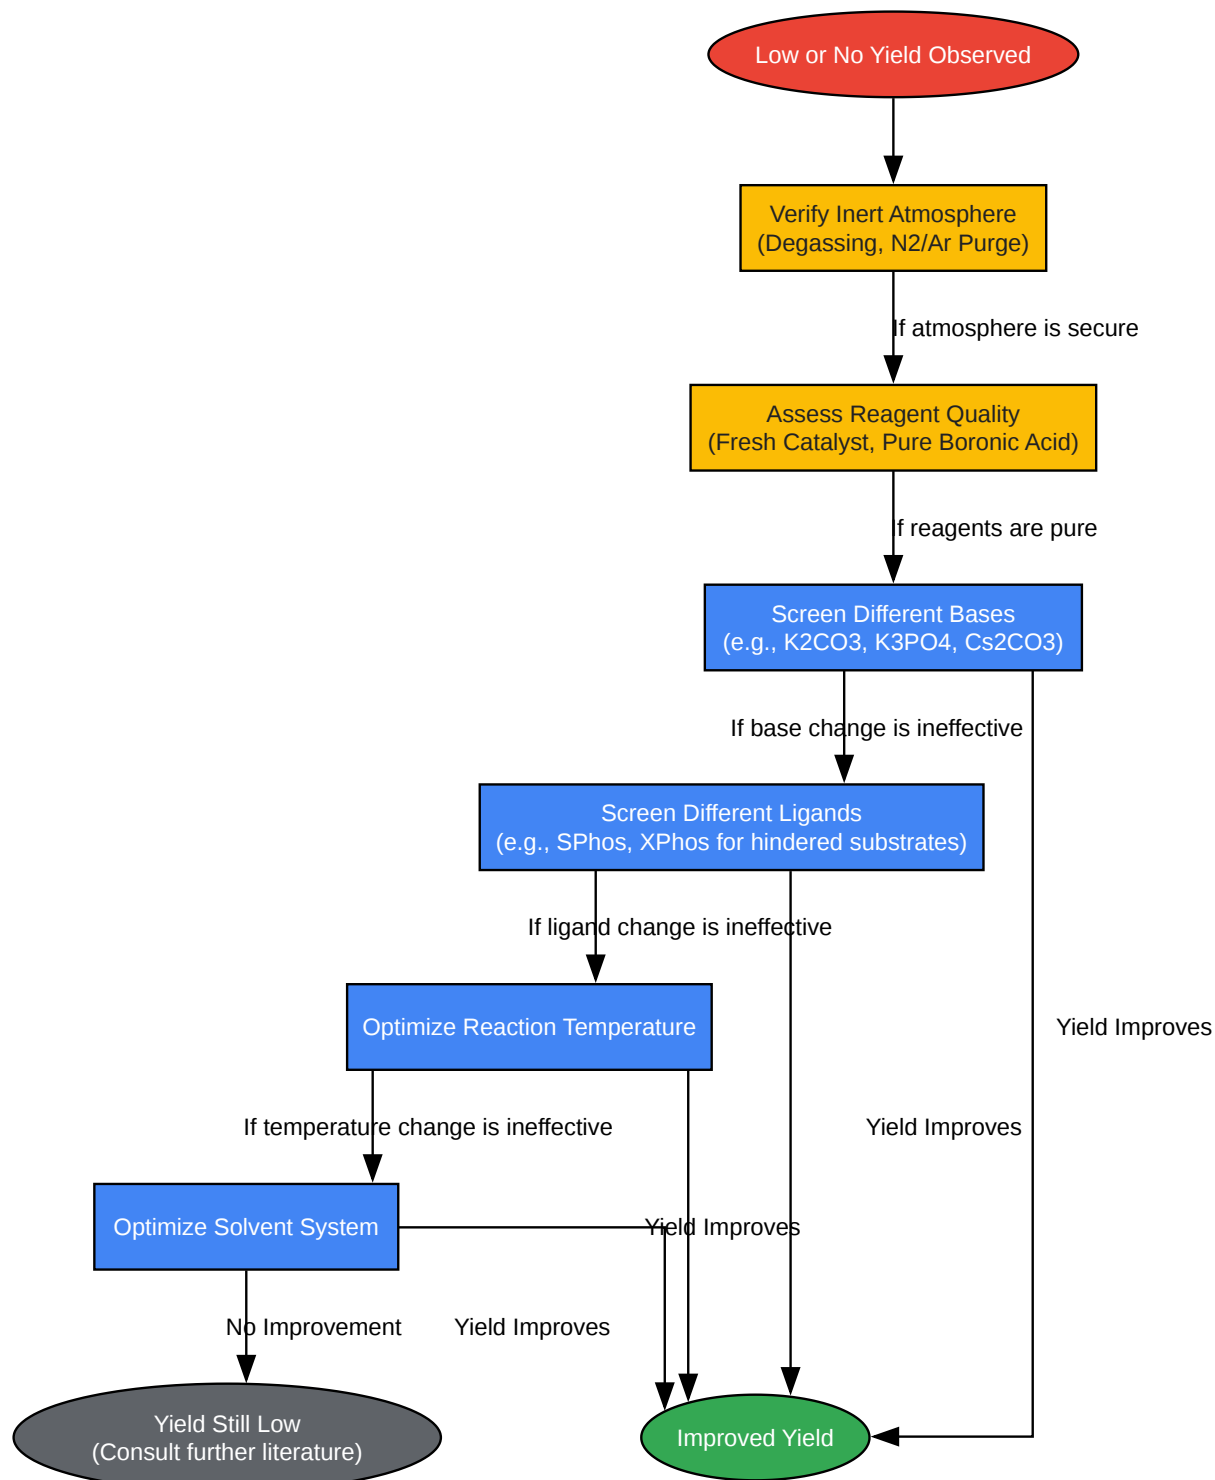 Low or No Yield Observed
Verify Inert Atmosphere
(Degassing, N2/Ar Purge)
If atmosphere is secure
Assess Reagent Quality
(Fresh Catalyst, Pure Boronic Acid)
If reagents are pure
Screen Different Bases
(e.g., K2CO3, K3PO4, Cs2CO3)
If base change is ineffective
Screen Different Ligands
(e.g., SPhos, XPhos for hindered substrates)
If ligand change is ineffective
Optimize Reaction Temperature
Yield Improves
If temperature change is ineffective
Yield Improves
Optimize Solvent System
Yield Improves
No Improvement
Yield Improves
Yield Still Low
(Consult further literature)
Improved Yield